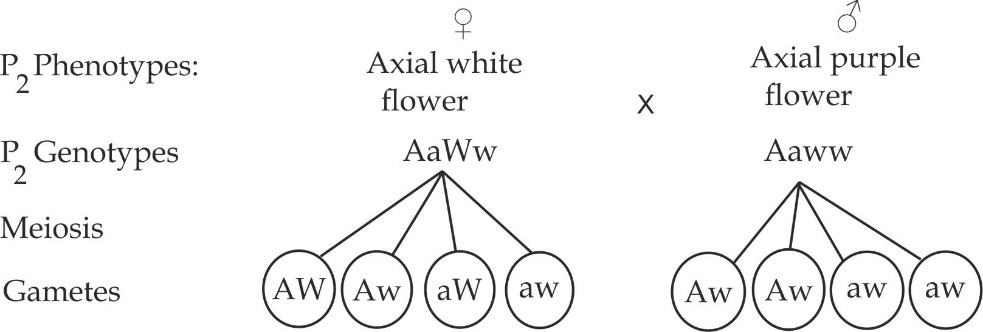 ♀ ♂
P2 Phenotypes: Axial white flower x Axial purple flower
P2 Genotypes AaWw Aaww
Meiosis
Gametes AW Aw aW aw Aw Aw aw aw